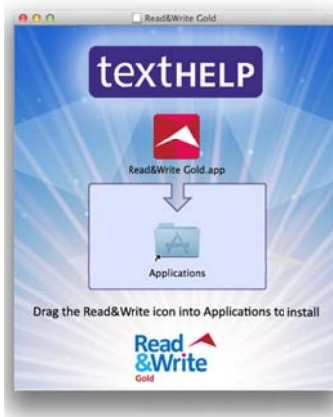 Read&Write Gold
textHELP
Read&Write Gold.app
Applications
Drag the Read&Write icon into Applications to install
Read
&Write
Gold